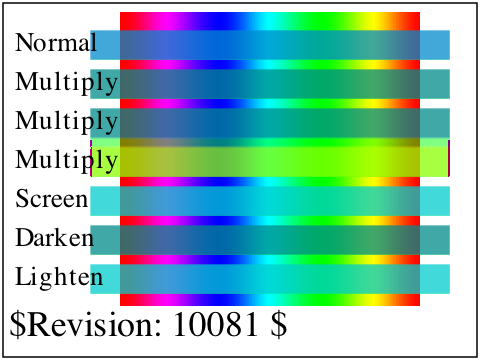 Normal
Multiply
Multiply
Multiply
Screen
Darken
Lighten
$Revision: 10081 $